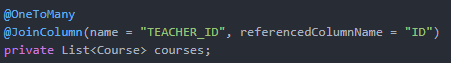 @OneToMany
@JoinColumn(name = "TEACHER_ID", referencedColumnName = "ID")
private List<Course> courses;